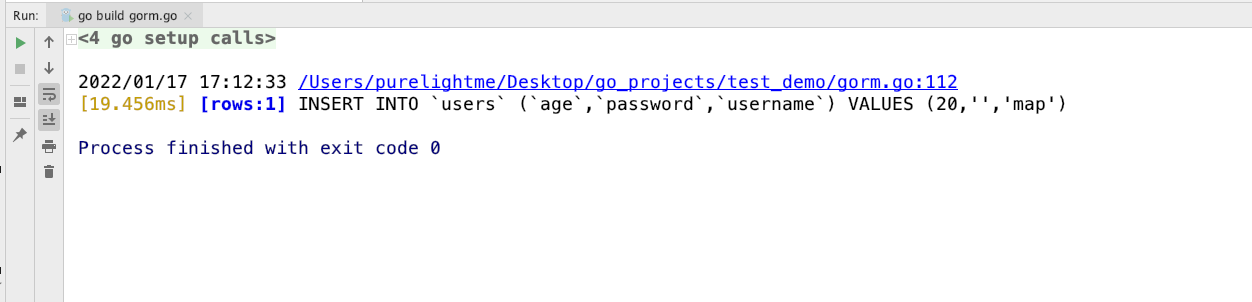 Run: go build gorm.go
<4 go setup calls>
2022/01/17 17:12:33 /Users/purelightme/Desktop/go_projects/test_demo/gorm.go:112
[19.456ms] [rows:1] INSERT INTO `users` (`age`,`password`,`username`) VALUES (20,'','map')
Process finished with exit code 0